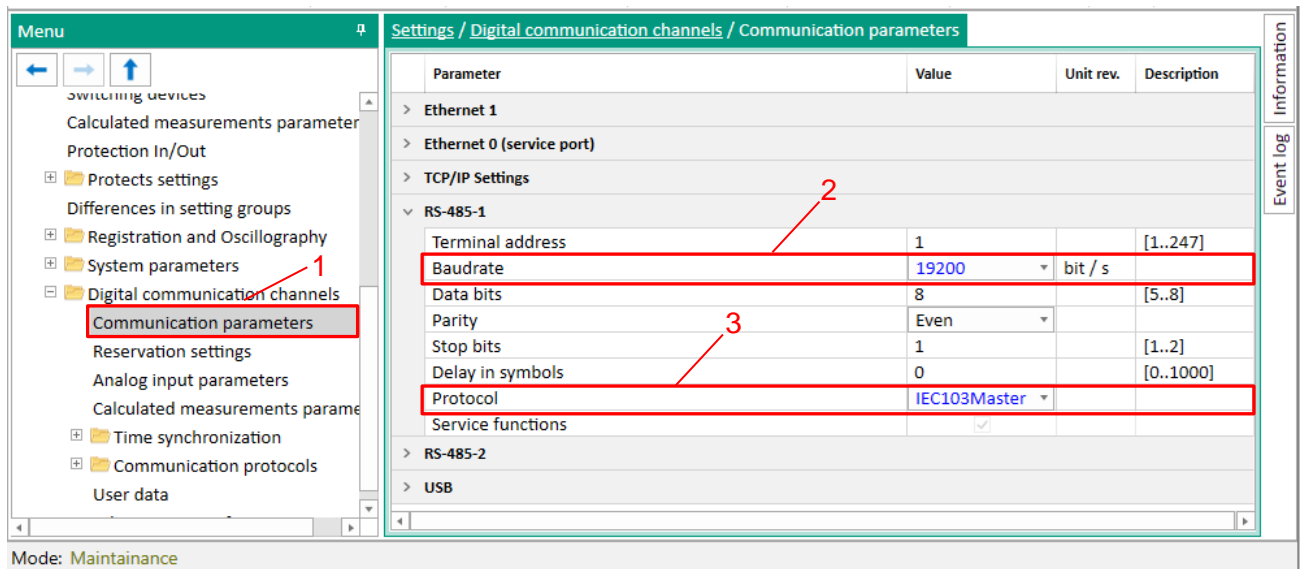 Menu
Switching devices
Calculated measurements parameter
Protection In/Out
Protects settings
Differences in setting groups
Registration and Oscillography
System parameters
1
Digital communication channels
Communication parameters
Reservation settings
Analog input parameters
Calculated measurements parame
Time synchronization
Communication protocols
User data
Settings / Digital communication channels / Communication parameters
Parameter Value Unit rev. Description
Ethernet 1
Ethernet 0 (service port)
TCP/IP Settings
2
RS-485-1
Terminal address 1 [1..247]
Baudrate 19200 bit / s
Data bits 8 [5..8]
Parity Even
3
Stop bits 1 [1..2]
Delay in symbols 0 [0..1000]
Protocol IEC103Master
Service functions
RS-485-2
USB
Information
Event log
Mode: Maintainance